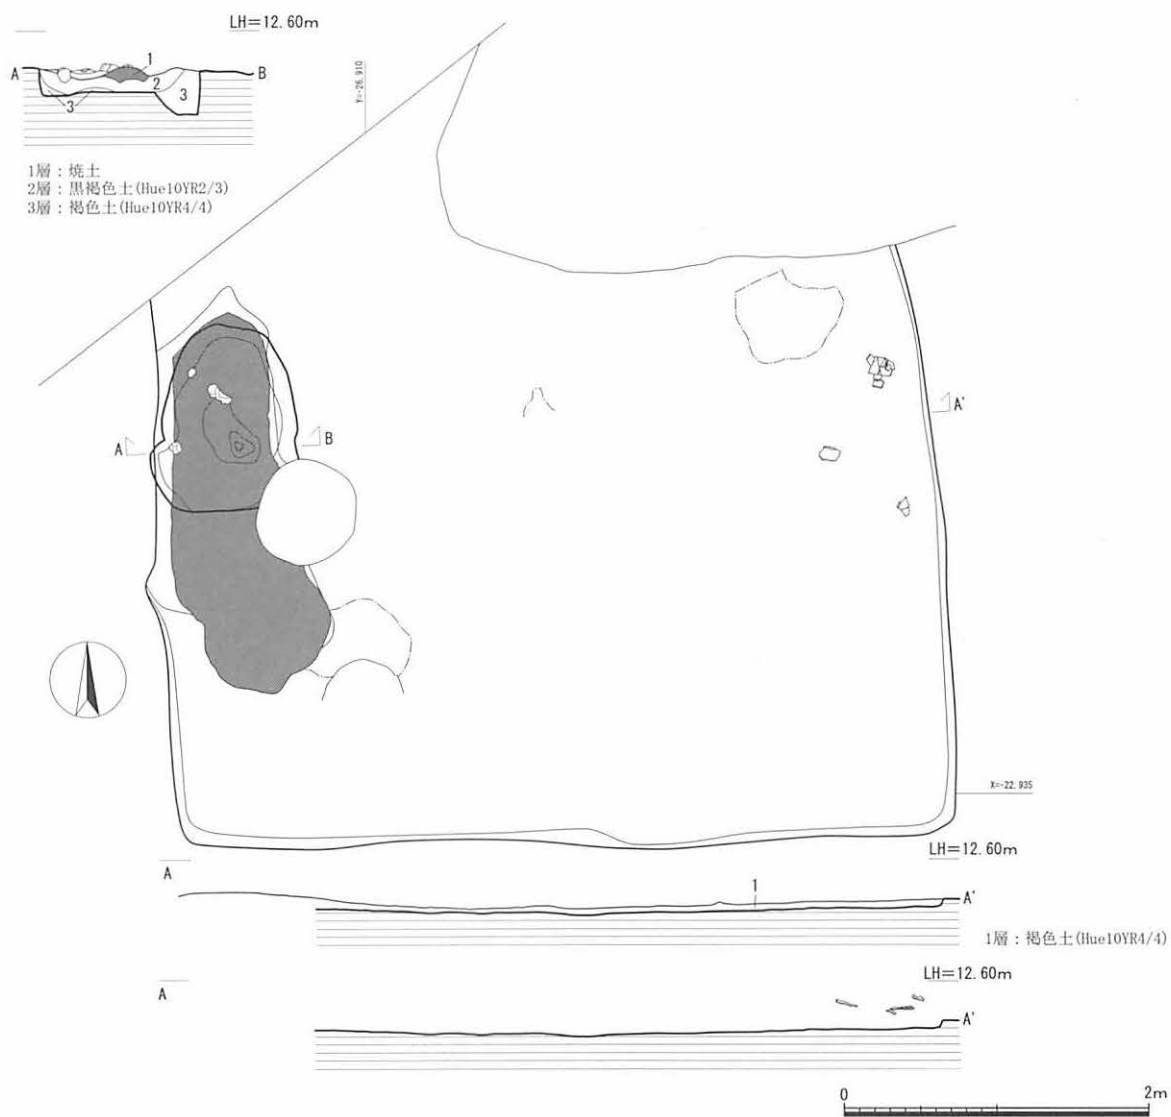 LH=12.60m
A
1
2
3
3
B
Y=-26.910
1層：焼土
2層：黒褐色土(Hue10YR2/3)
3層：褐色土(Hue10YR4/4)
A
B
A'
X=-22.935
LH=12.60m
A
1
A'
1層：褐色土(Hue10YR4/4)
LH=12.60m
A
A'
0
2m